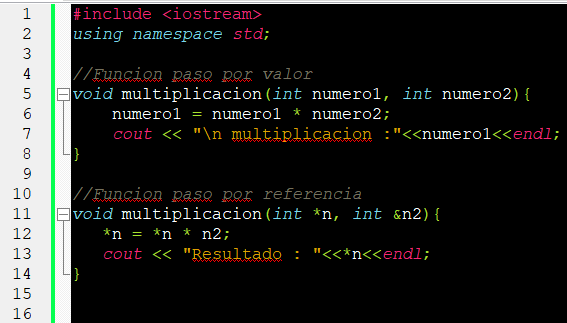 1 #include <iostream>
2 using namespace std;
3
4 //Funcion paso por valor
5 void multiplicacion(int numero1, int numero2){
6 numero1 = numero1 * numero2;
7 cout << "\n multiplicacion :"<<numero1<<endl;
8 }
9
10 //Funcion paso por referencia
11 void multiplicacion(int *n, int &n2){
12 *n = *n * n2;
13 cout << "Resultado : "<<*n<<endl;
14 }
15
16